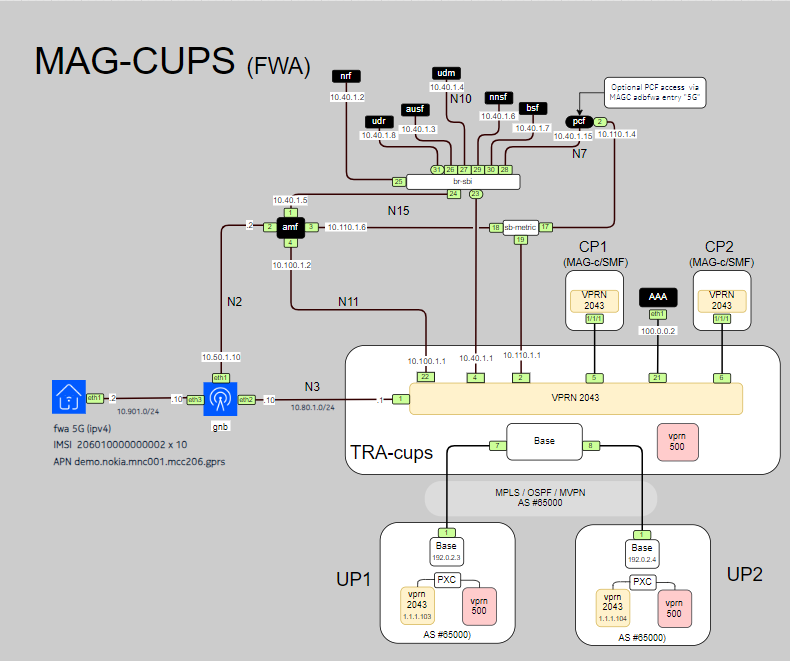 MAG-CUPS (FWA)
nrf
10.40.1.2
udm
10.40.1.4
N10
nnsf
10.40.1.6
ausf
10.40.1.3
bsf
10.40.1.7
udr
10.40.1.8
pcf
2
10.40.1.15
10.110.1.4
N7
Optional PCF access via
MAGC adbfwa entry "5G"
31
26
27
29
30
28
25
br-sbi
24
23
10.40.1.5
N15
1
.2
2
amf
3
10.110.1.6
4
10.100.1.2
18
sb-metric
17
19
CP1
(MAG-c/SMF)
VPRN
2043
1/1/1
AAA
eth1
100.0.0.2
CP2
(MAG-c/SMF)
VPRN
2043
1/1/1
N2
N11
10.50.1.10
eth1
10.100.1.1
10.40.1.1
10.110.1.1
22
4
2
5
21
6
eth1
.2
10.901.0/24
.10
eth3
gnb
eth2
.10
N3
10.80.1.0/24
.1
1
VPRN 2043
fwa 5G (ipv4)
IMSI 206010000000002 x 10
APN demo.nokia.mnc001.mcc206.gprs
TRA-cups
7
Base
8
vprn
500
MPLS / OSPF / MVPN
AS #65000
UP1
1
Base
192.0.2.3
PXC
vprn
2043
1.1.1.103
vprn
500
AS #65000)
UP2
1
Base
192.0.2.4
PXC
vprn
2043
1.1.1.104
vprn
500
AS #65000)